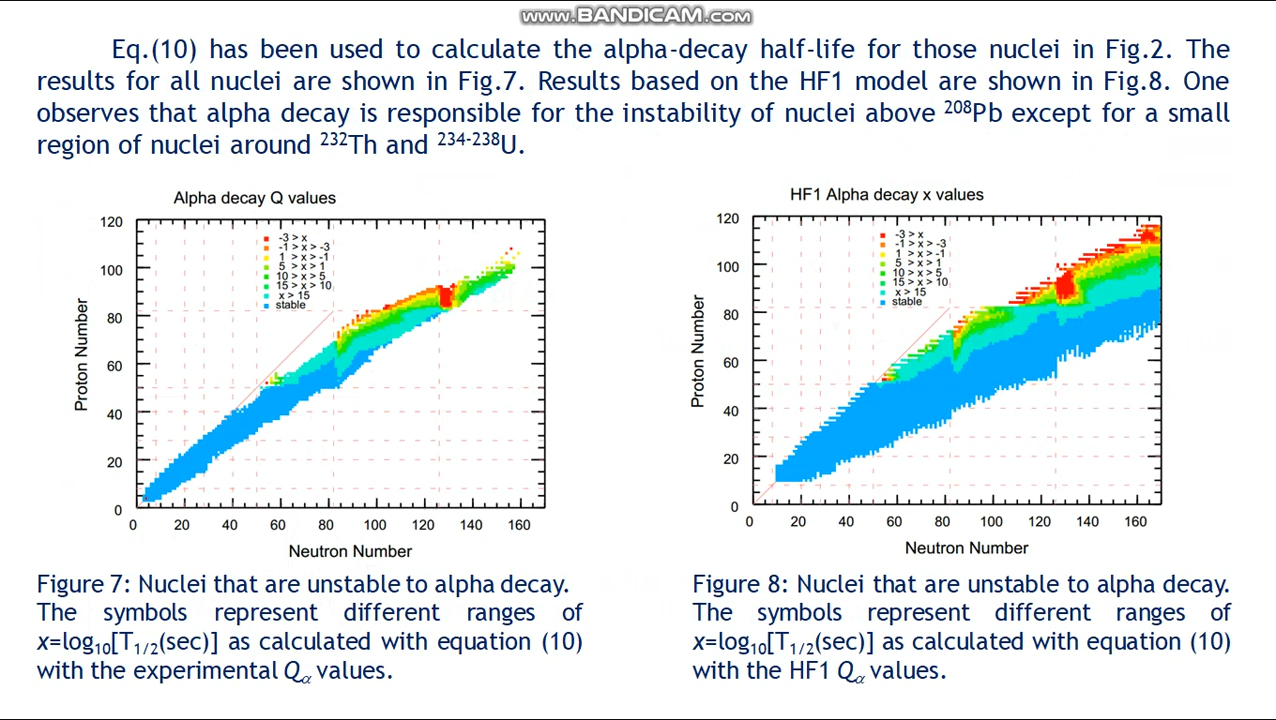 www.BANDICAM.com
Eq.(10) has been used to calculate the alpha-decay half-life for those nuclei in Fig.2. The
results for all nuclei are shown in Fig.7. Results based on the HF1 model are shown in Fig.8. One
observes that alpha decay is responsible for the instability of nuclei above ²⁰⁸Pb except for a small
region of nuclei around ²³²Th and ²³⁴⁻²³⁸U.
Alpha decay Q values
-3 > x
-1 > x > -3
1 > x > -1
5 > x > 1
10 > x > 5
15 > x > 10
x > 15
stable
Proton Number
120
100
80
60
40
20
0
0 20 40 60 80 100 120 140 160
Neutron Number
HF1 Alpha decay x values
-3 > x
-1 > x > -3
1 > x > -1
5 > x > 1
10 > x > 5
15 > x > 10
x > 15
stable
Proton Number
120
100
80
60
40
20
0
0 20 40 60 80 100 120 140 160
Neutron Number
Figure 7: Nuclei that are unstable to alpha decay.
The symbols represent different ranges of
x=log₁₀[T₁/₂(sec)] as calculated with equation (10)
with the experimental Qα values.
Figure 8: Nuclei that are unstable to alpha decay.
The symbols represent different ranges of
x=log₁₀[T₁/₂(sec)] as calculated with equation (10)
with the HF1 Qα values.